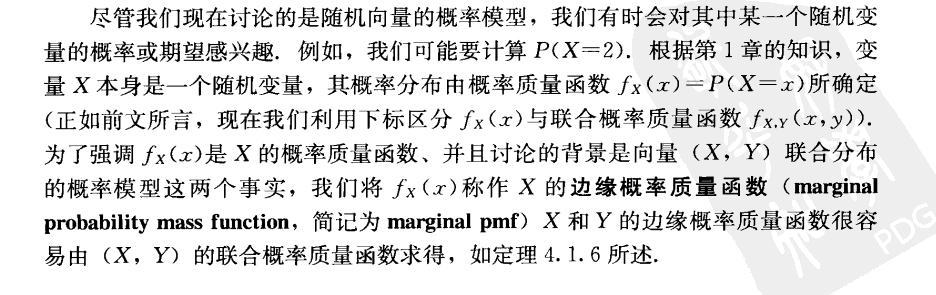 尽管我们现在讨论的是随机向量的概率模型，我们有时会对其中某一个随机变
量的概率或期望感兴趣. 例如，我们可能要计算 P(X=2). 根据第 1 章的知识，变
量 X 本身是一个随机变量，其概率分布由概率质量函数 fX(x)=P(X=x)所确定
(正如前文所言，现在我们利用下标区分 fX(x)与联合概率质量函数 fX,Y(x,y)).
为了强调 fX(x)是 X 的概率质量函数、并且讨论的背景是向量（X，Y）联合分布
的概率模型这两个事实，我们将 fX(x)称作 X 的边缘概率质量函数（marginal
probability mass function，简记为 marginal pmf）X 和 Y 的边缘概率质量函数很容
易由（X，Y）的联合概率质量函数求得，如定理 4.1.6 所述.
PDG